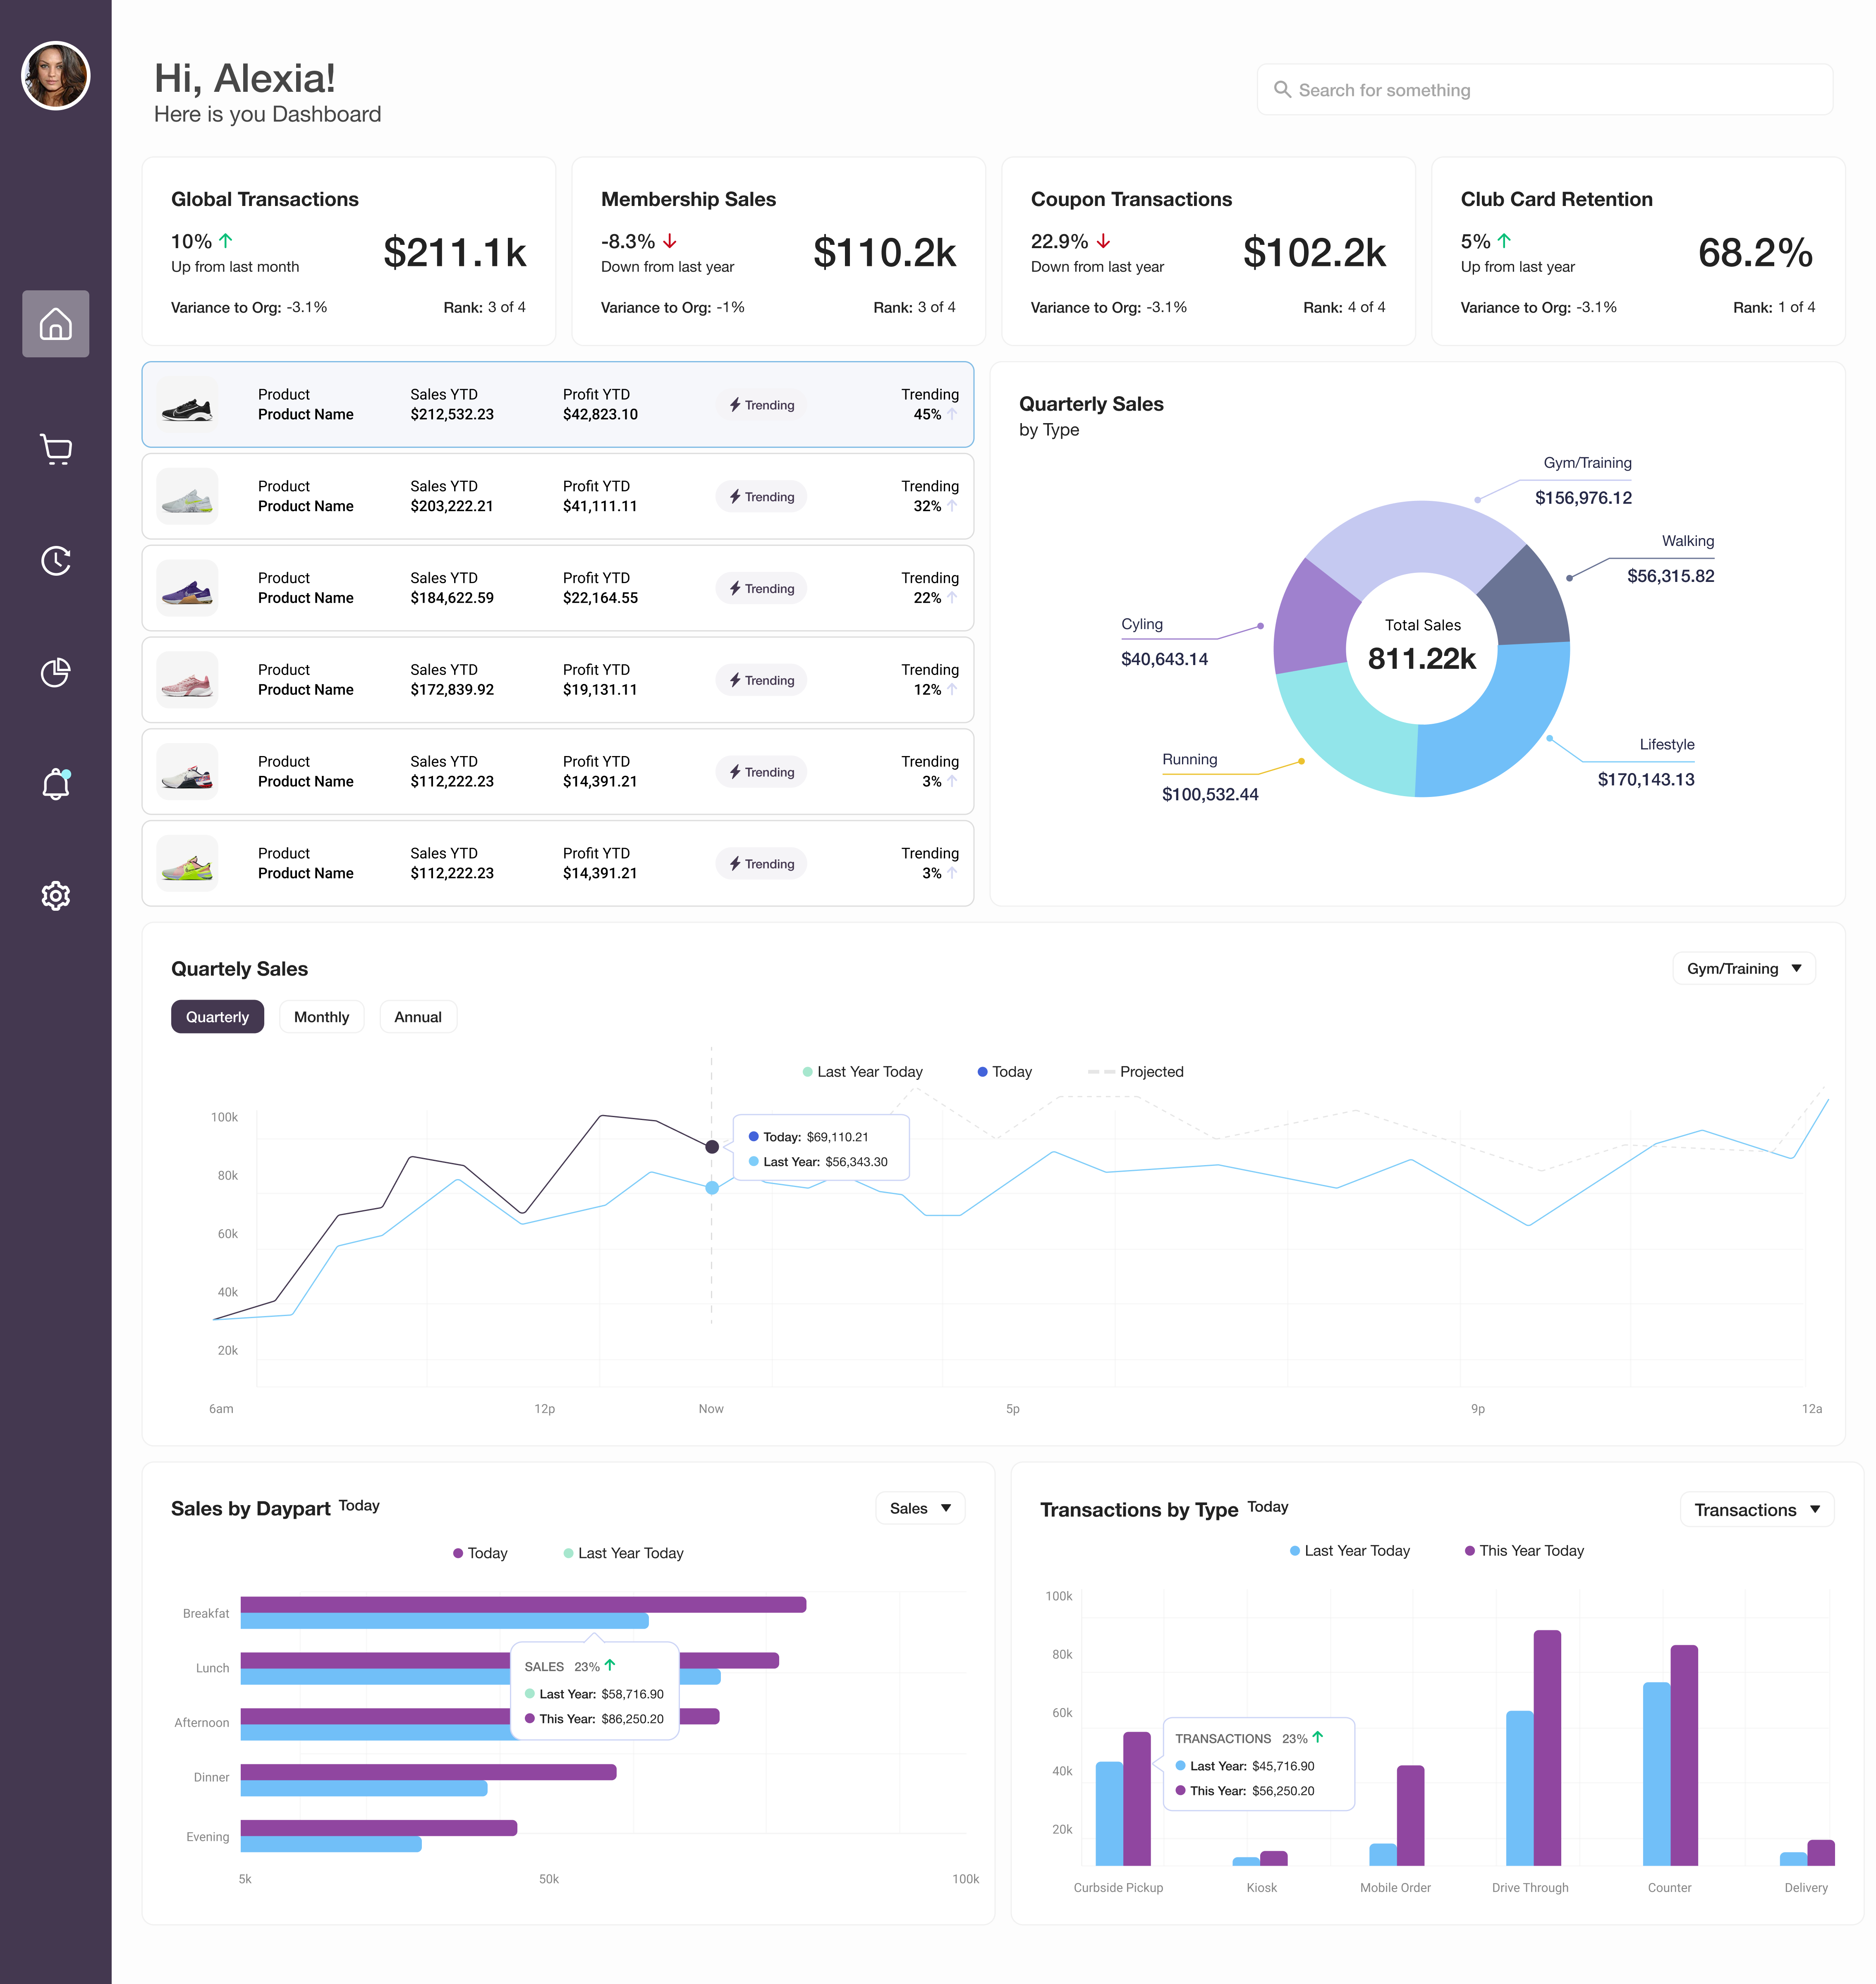 Hi, Alexia!
Here is you Dashboard
Search for something
Global Transactions
10%
Up from last month
$211.1k
Variance to Org: -3.1%
Rank: 3 of 4
Membership Sales
-8.3%
Down from last year
$110.2k
Variance to Org: -1%
Rank: 3 of 4
Coupon Transactions
22.9%
Down from last year
$102.2k
Variance to Org: -3.1%
Rank: 4 of 4
Club Card Retention
5%
Up from last year
68.2%
Variance to Org: -3.1%
Rank: 1 of 4
Product Sales YTD Profit YTD Trending Trending
Product Name $212,532.23 $42,823.10 45%
Product Sales YTD Profit YTD Trending Trending
Product Name $203,222.21 $41,111.11 32%
Product Sales YTD Profit YTD Trending Trending
Product Name $184,622.59 $22,164.55 22%
Product Sales YTD Profit YTD Trending Trending
Product Name $172,839.92 $19,131.11 12%
Product Sales YTD Profit YTD Trending Trending
Product Name $112,222.23 $14,391.21 3%
Product Sales YTD Profit YTD Trending Trending
Product Name $112,222.23 $14,391.21 3%
Quarterly Sales
by Type
Gym/Training
$156,976.12
Walking
$56,315.82
Cyling
$40,643.14
Total Sales
811.22k
Running
$100,532.44
Lifestyle
$170,143.13
Quartely Sales
Gym/Training
Quarterly Monthly Annual
Last Year Today Today Projected
100k
80k
60k
40k
20k
Today: $69,110.21
Last Year: $56,343.30
6am 12p Now 5p 9p 12a
Sales by Daypart Today
Sales
Today Last Year Today
Breakfat
Lunch
Afternoon
Dinner
Evening
SALES 23%
Last Year: $58,716.90
This Year: $86,250.20
5k 50k 100k
Transactions by Type Today
Transactions
Last Year Today This Year Today
100k
80k
60k
40k
20k
TRANSACTIONS 23%
Last Year: $45,716.90
This Year: $56,250.20
Curbside Pickup Kiosk Mobile Order Drive Through Counter Delivery